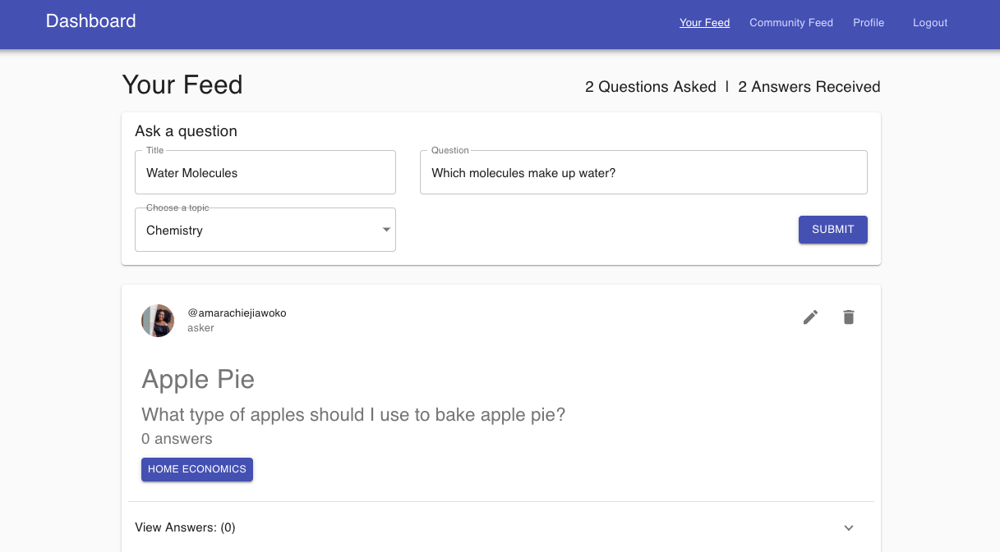 Dashboard
Your Feed Community Feed Profile Logout
Your Feed
2 Questions Asked | 2 Answers Received
Ask a question
Title
Water Molecules
Question
Which molecules make up water?
Choose a topic
Chemistry
SUBMIT
@amarachiejiawoko
asker
Apple Pie
What type of apples should I use to bake apple pie?
0 answers
HOME ECONOMICS
View Answers: (0)